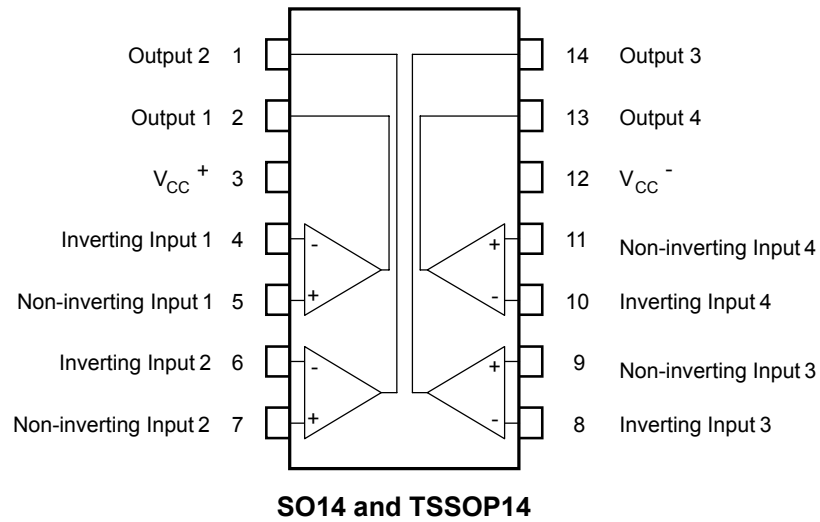 Output 2 1
14 Output 3
Output 1 2
13 Output 4
VCC + 3
12 VCC -
Inverting Input 1 4
-
+
11 Non-inverting Input 4
Non-inverting Input 1 5
+
-
10 Inverting Input 4
Inverting Input 2 6
-
+
9 Non-inverting Input 3
Non-inverting Input 2 7
+
-
8 Inverting Input 3
SO14 and TSSOP14